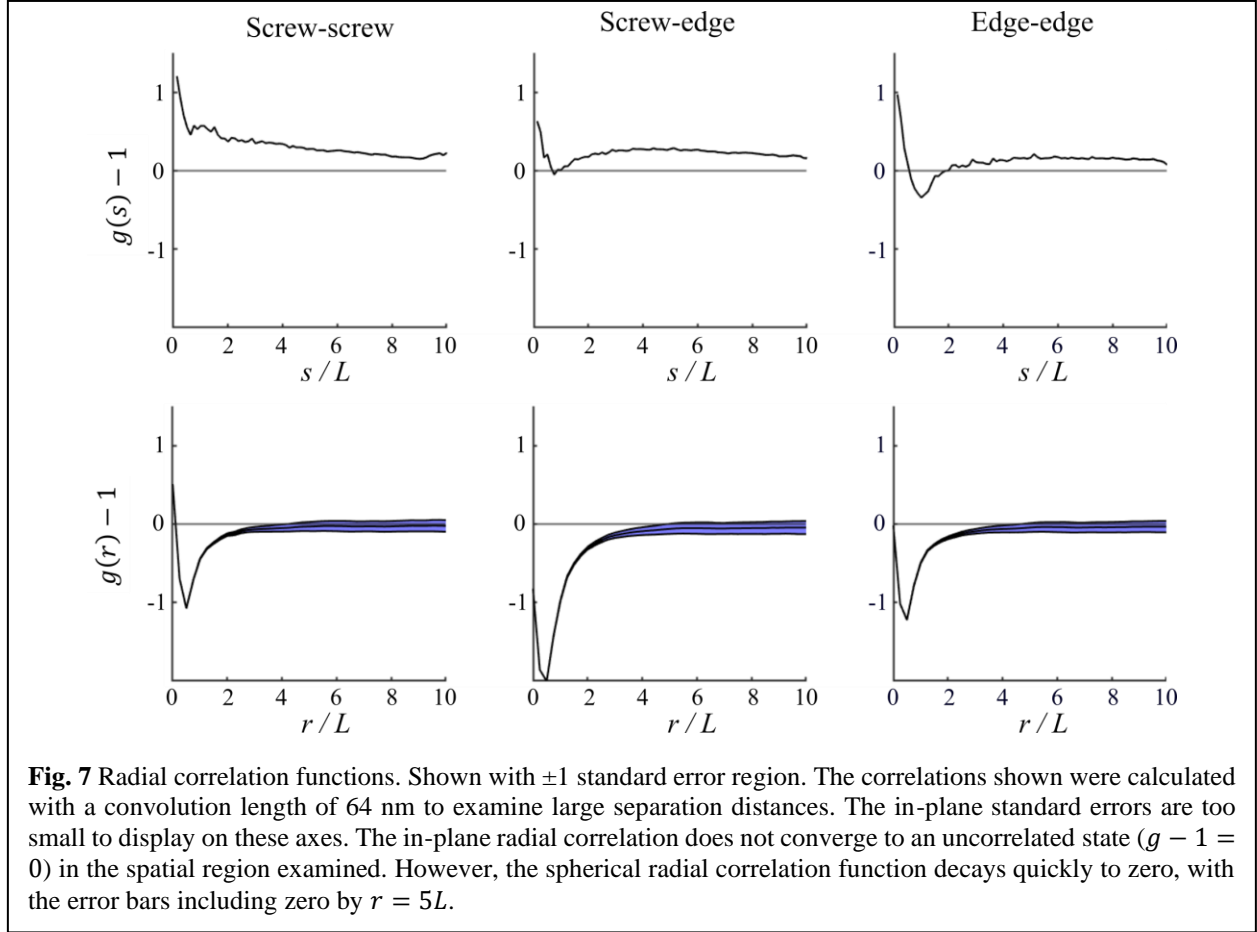 Screw-screw Screw-edge Edge-edge
g(s) − 1
1
0
-1
0 2 4 6 8 10
s / L
1
0
-1
0 2 4 6 8 10
s / L
1
0
-1
0 2 4 6 8 10
s / L
g(r) − 1
1
0
-1
0 2 4 6 8 10
r / L
1
0
-1
0 2 4 6 8 10
r / L
1
0
-1
0 2 4 6 8 10
r / L
Fig. 7 Radial correlation functions. Shown with ±1 standard error region. The correlations shown were calculated
with a convolution length of 64 nm to examine large separation distances. The in-plane standard errors are too
small to display on these axes. The in-plane radial correlation does not converge to an uncorrelated state (g − 1 =
0) in the spatial region examined. However, the spherical radial correlation function decays quickly to zero, with
the error bars including zero by r = 5L.